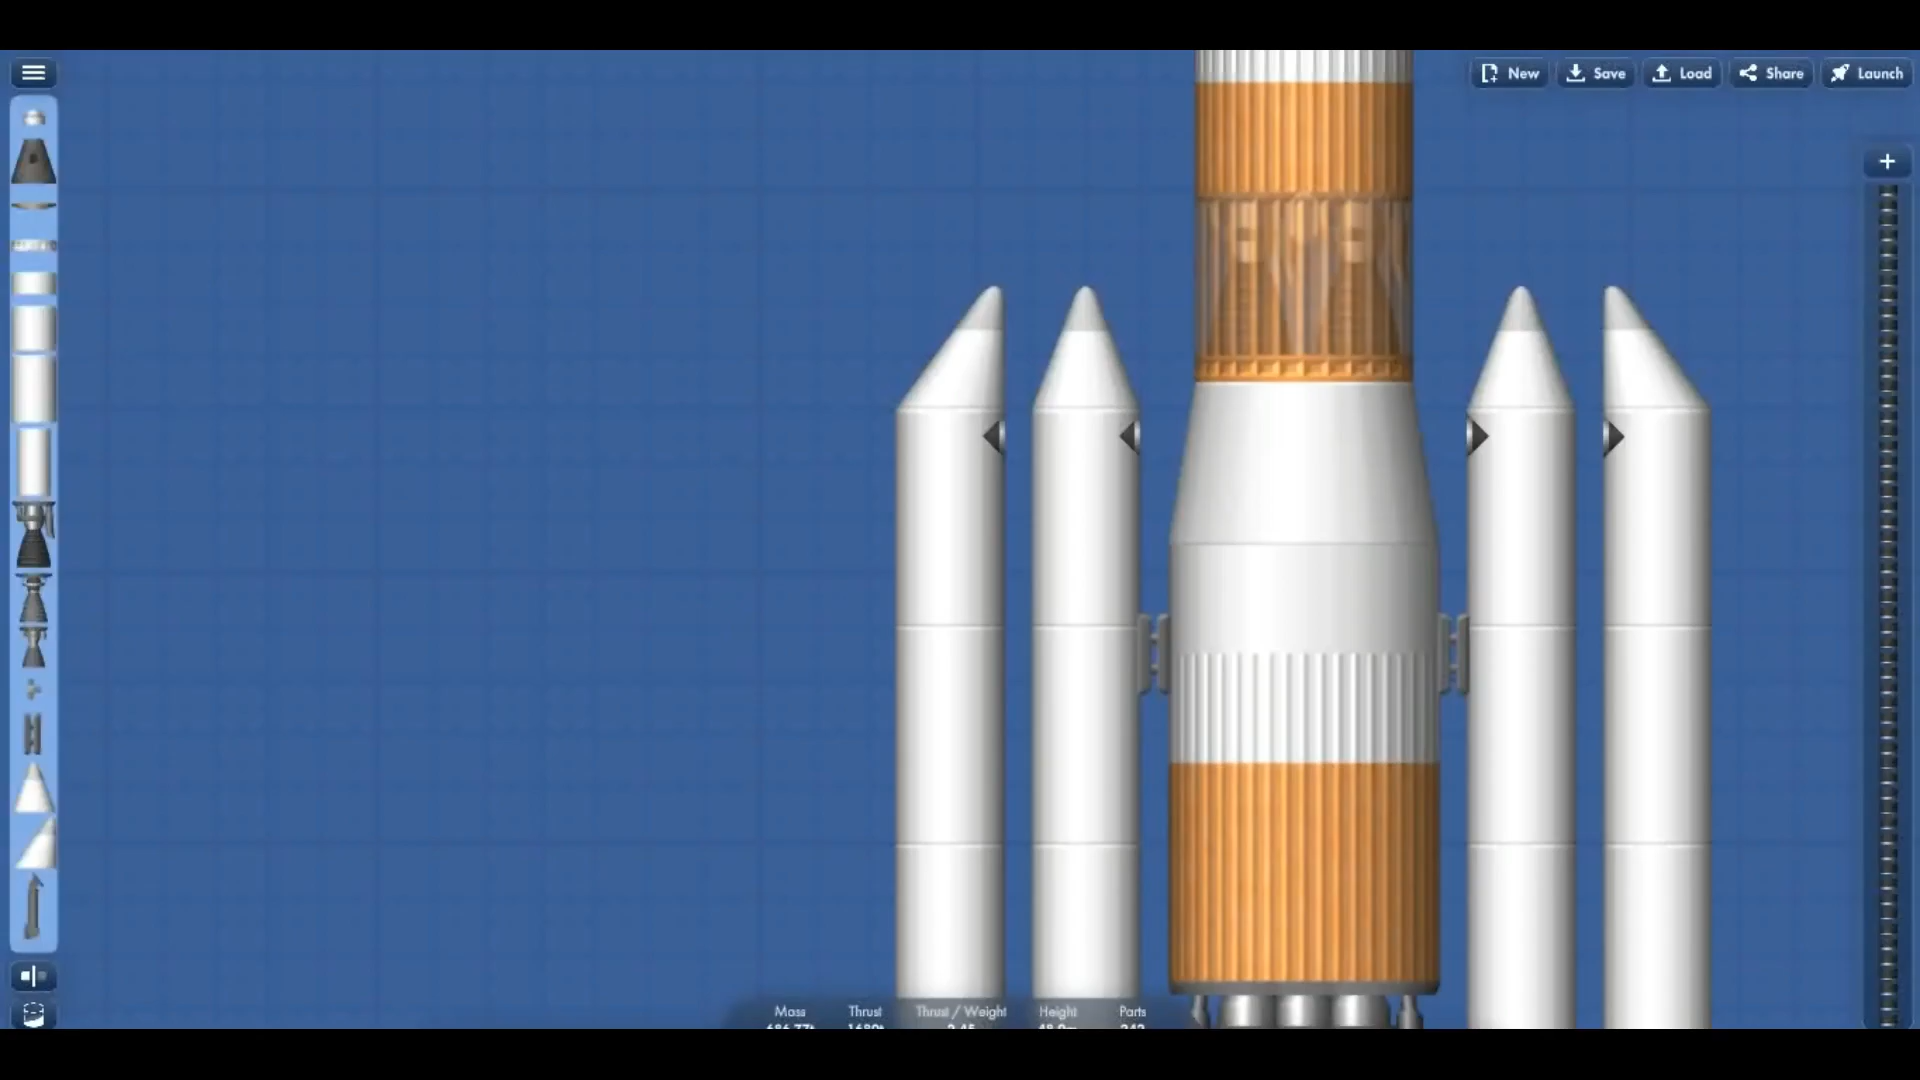 New
Save
Load
Share
Launch
Mass
Thrust
Thrust / Weight
Height
Parts